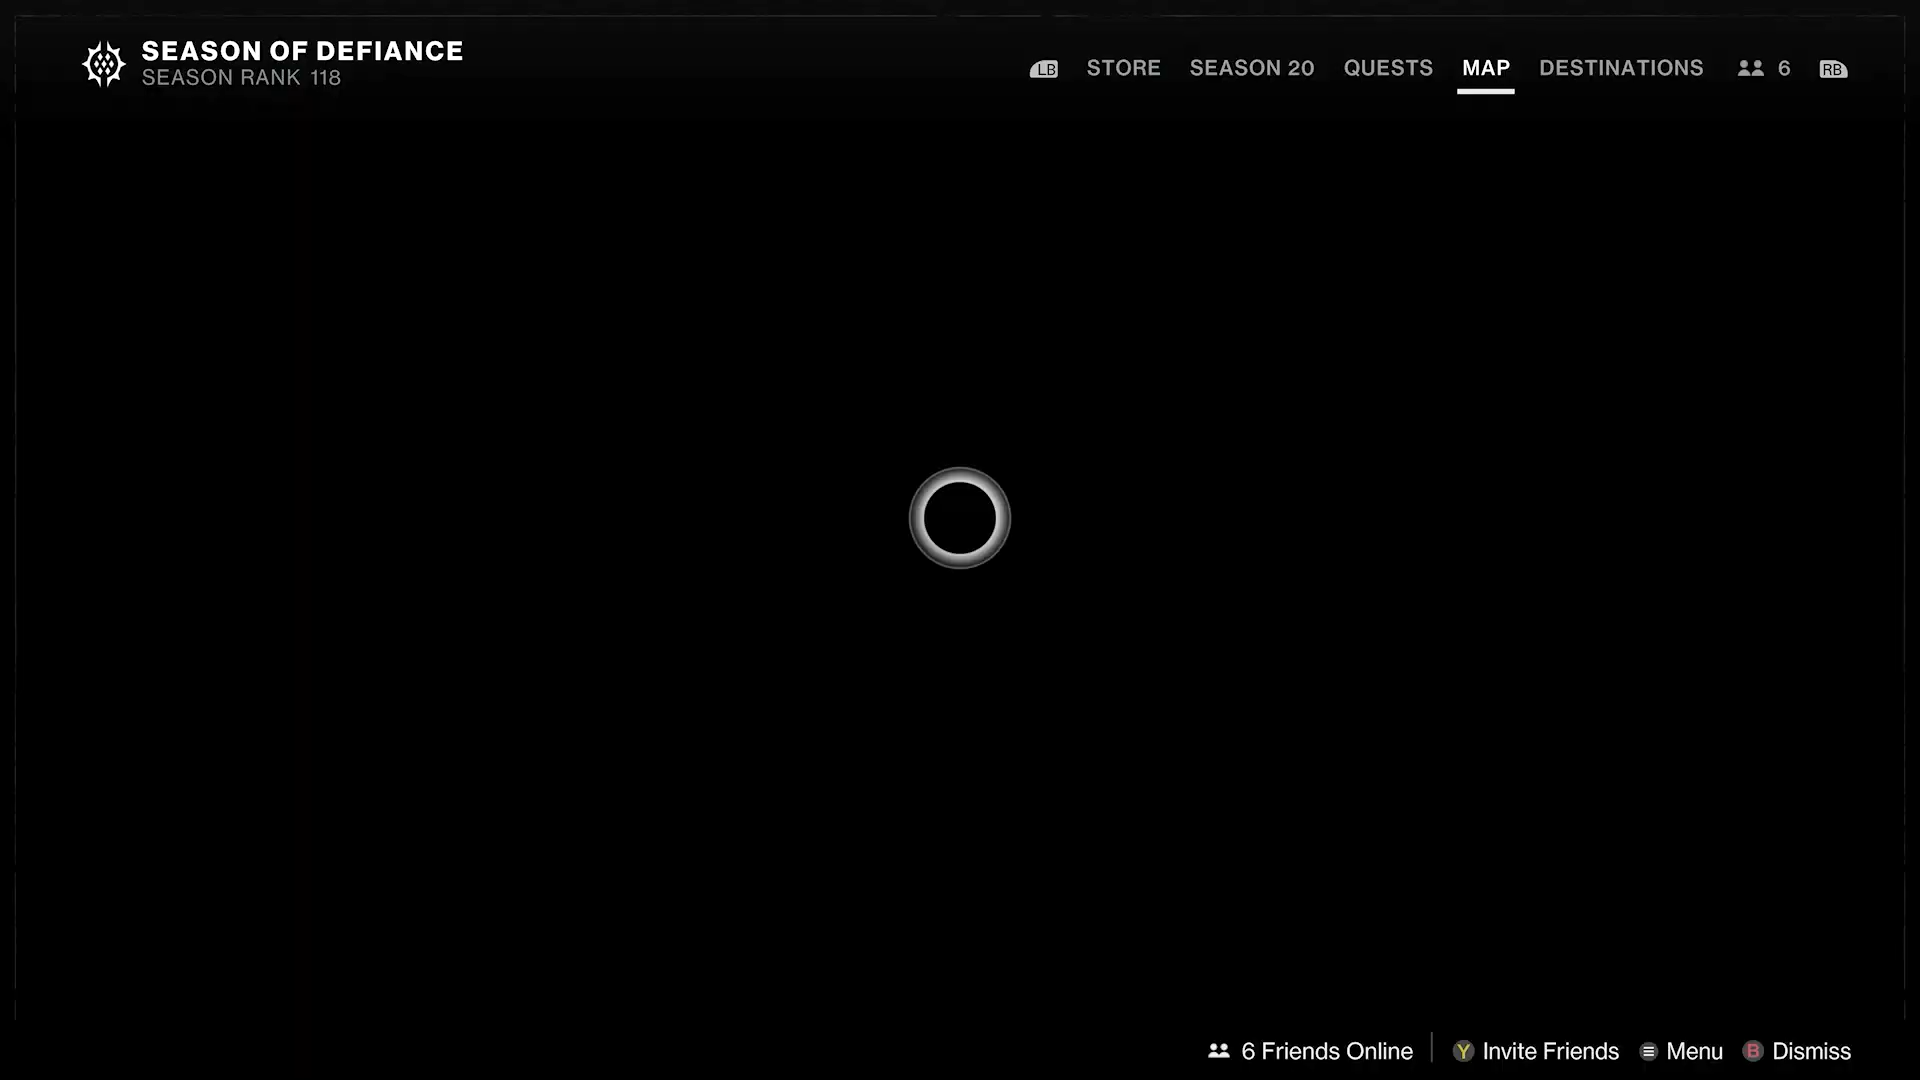 SEASON OF DEFIANCE
SEASON RANK 118
LB STORE SEASON 20 QUESTS MAP DESTINATIONS 6 RB
6 Friends Online Y Invite Friends Menu B Dismiss